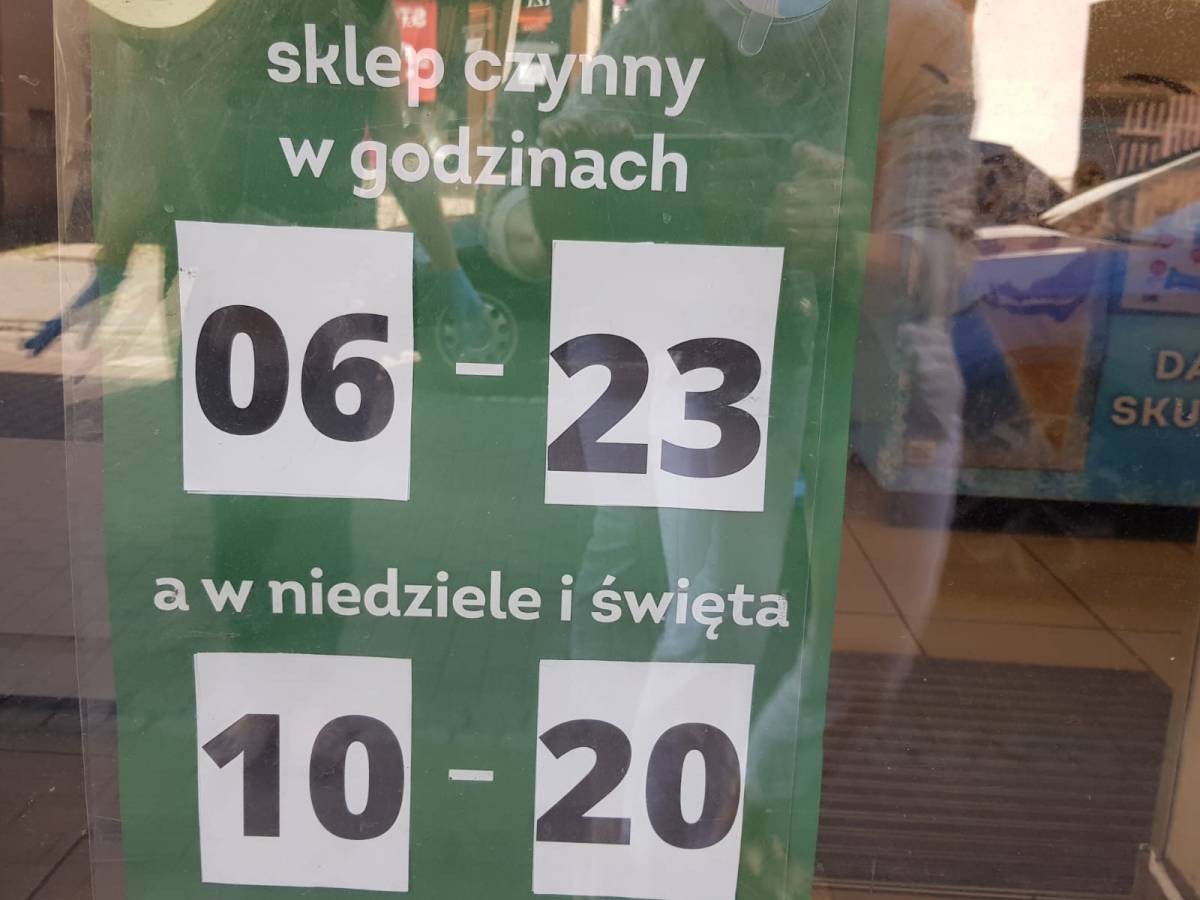 sklep czynny
w godzinach
06 - 23
a w niedziele i święta
10 - 20